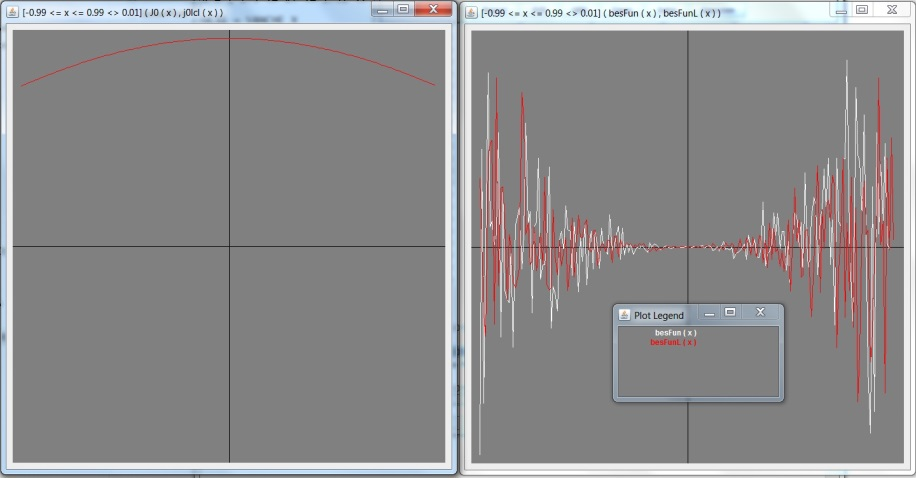 [-0.99 <= x <= 0.99 <> 0.01] ( J0 ( x ) , j0Icl ( x ) )
[-0.99 <= x <= 0.99 <> 0.01] ( besFun ( x ) , besFunL ( x ) )
Plot Legend
besFun ( x )
besFunL ( x )